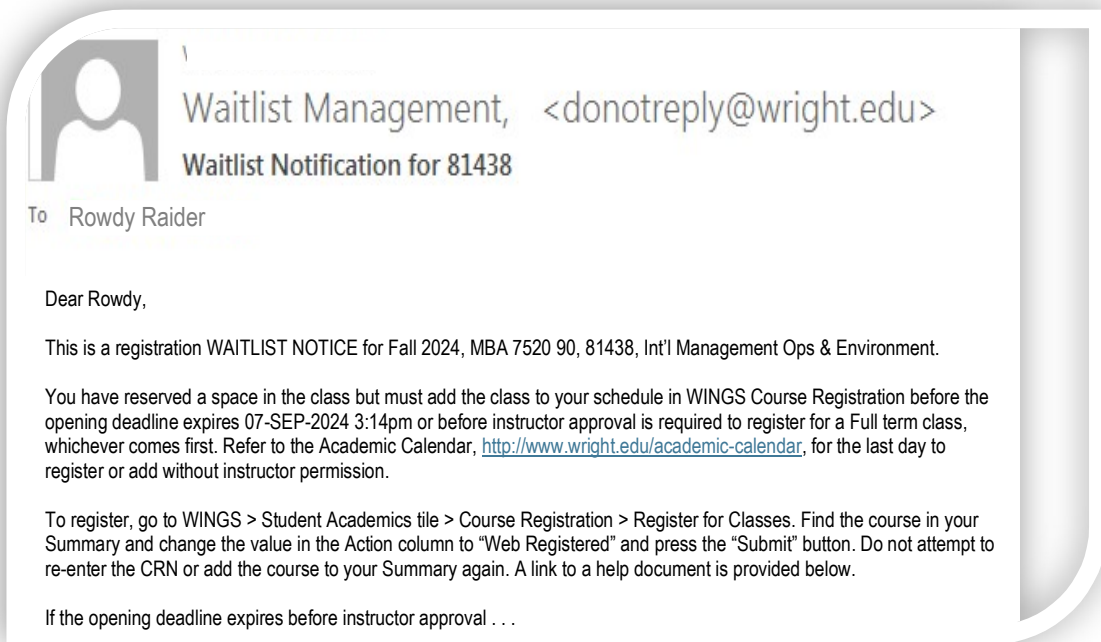 Waitlist Management, <donotreply@wright.edu>
Waitlist Notification for 81438
To Rowdy Raider
Dear Rowdy,
This is a registration WAITLIST NOTICE for Fall 2024, MBA 7520 90, 81438, Int’l Management Ops & Environment.
You have reserved a space in the class but must add the class to your schedule in WINGS Course Registration before the
opening deadline expires 07-SEP-2024 3:14pm or before instructor approval is required to register for a Full term class,
whichever comes first. Refer to the Academic Calendar, http://www.wright.edu/academic-calendar, for the last day to
register or add without instructor permission.
To register, go to WINGS > Student Academics tile > Course Registration > Register for Classes. Find the course in your
Summary and change the value in the Action column to “Web Registered” and press the “Submit” button. Do not attempt to
re-enter the CRN or add the course to your Summary again. A link to a help document is provided below.
If the opening deadline expires before instructor approval . . .